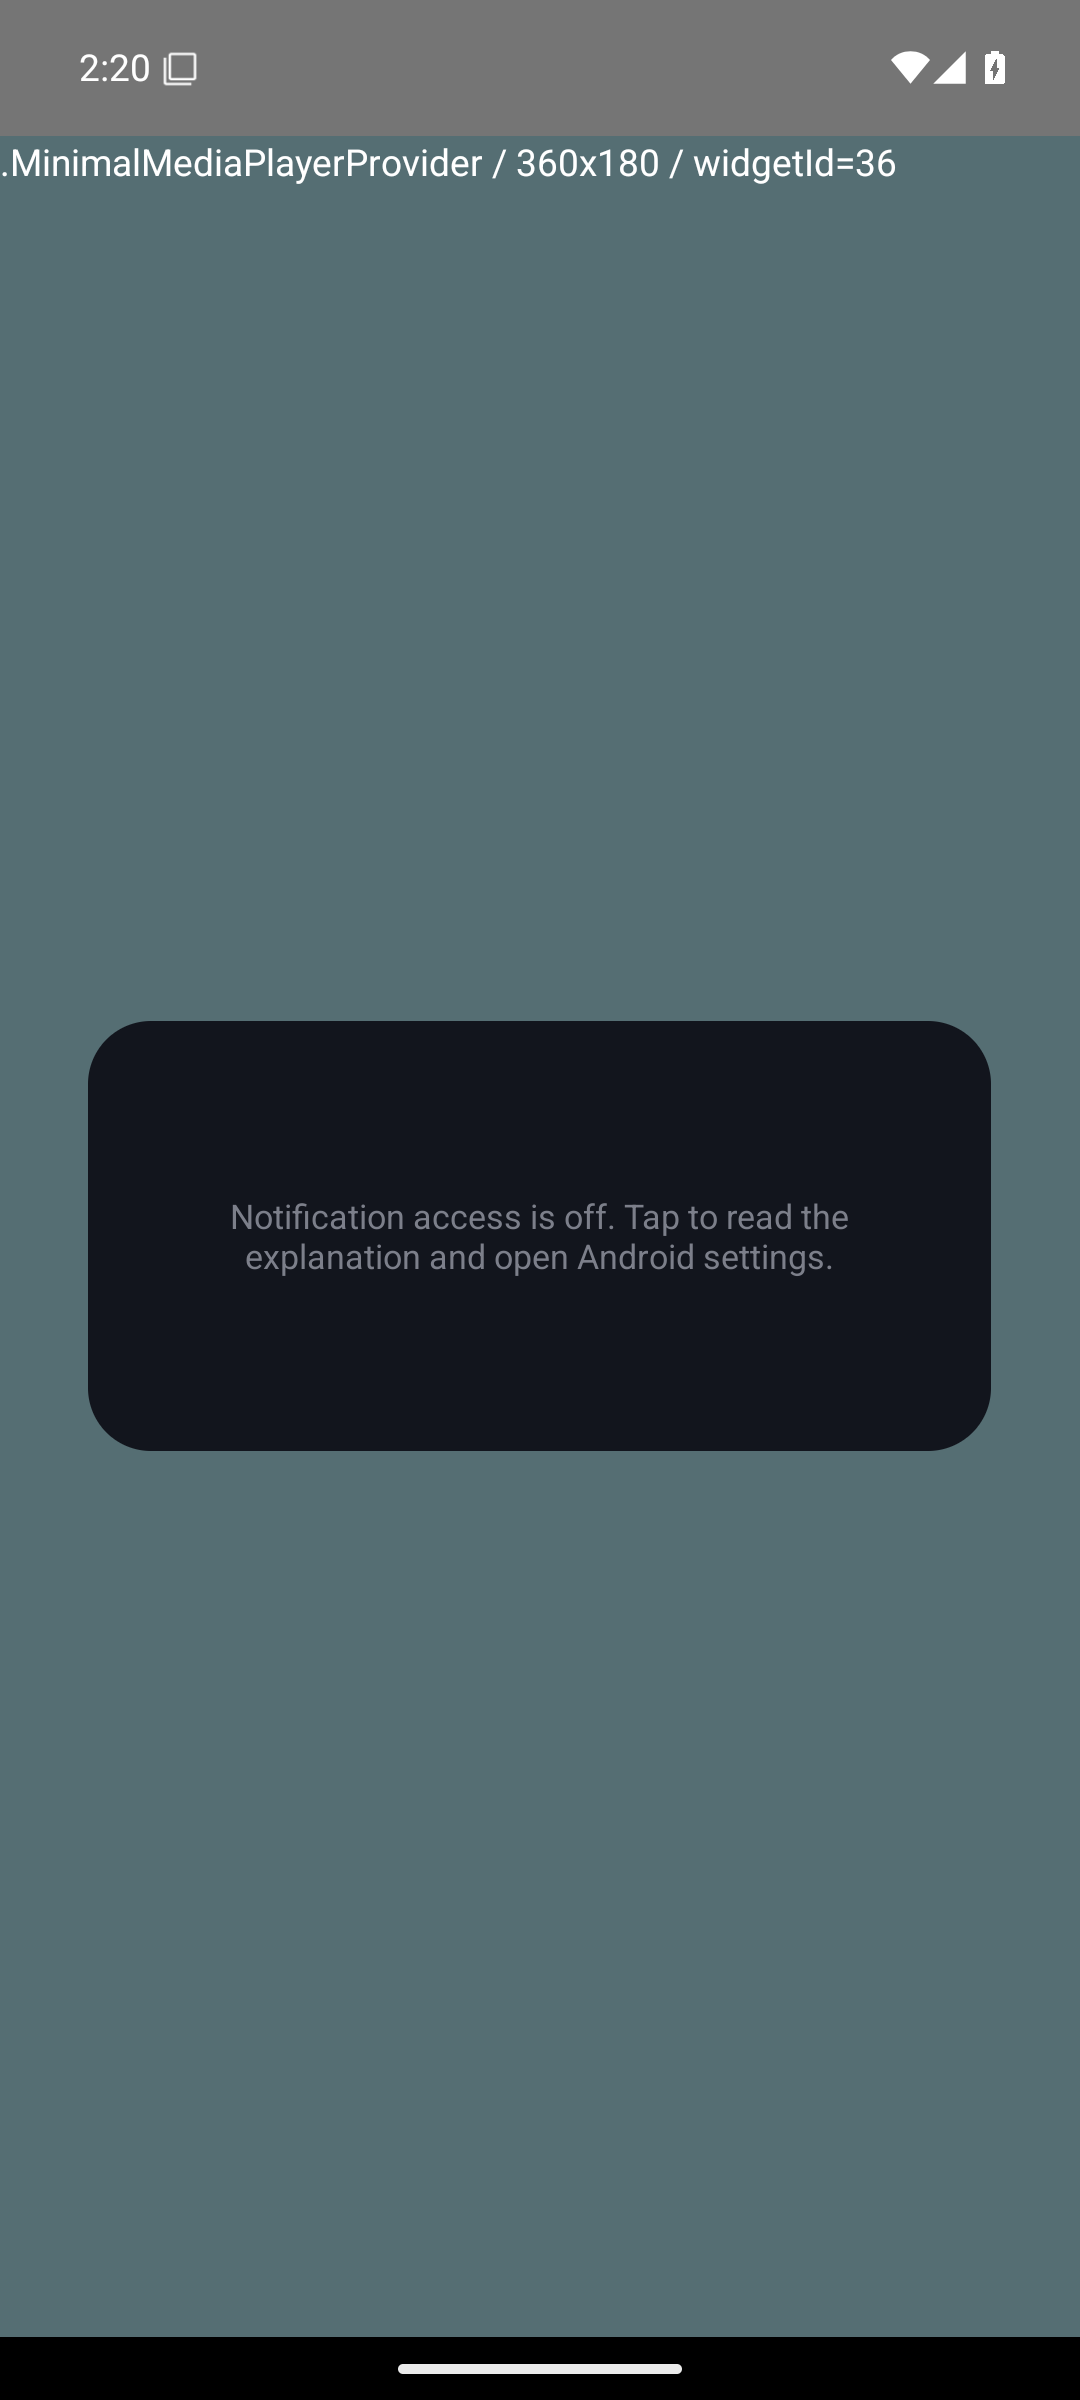 2:20
.MinimalMediaPlayerProvider / 360x180 / widgetId=36
Notification access is off. Tap to read the
explanation and open Android settings.